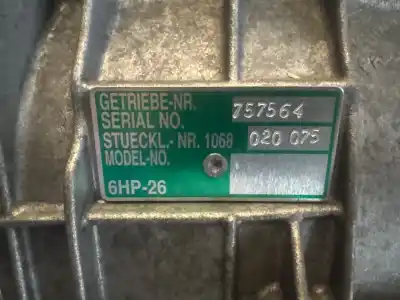 GETRIEBE-NR. 757564
SERIAL NO.
STUECKL.- NR. 1068 020 075
MODEL-NO.
6HP-26